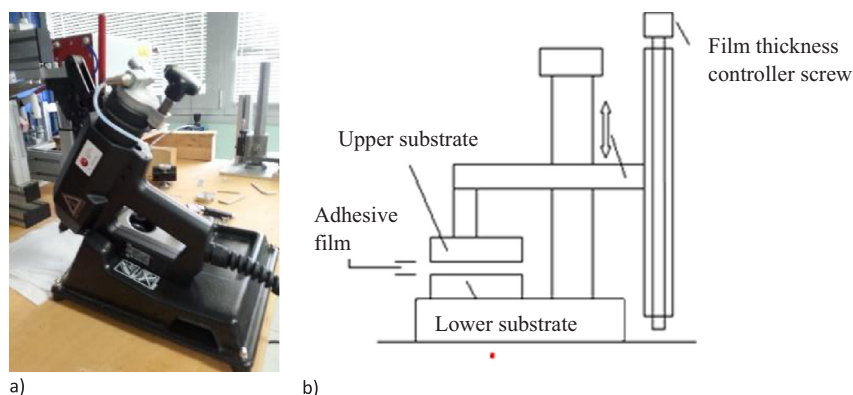 Film thickness
controller screw
Upper substrate
Adhesive
film
Lower substrate
a)
b)